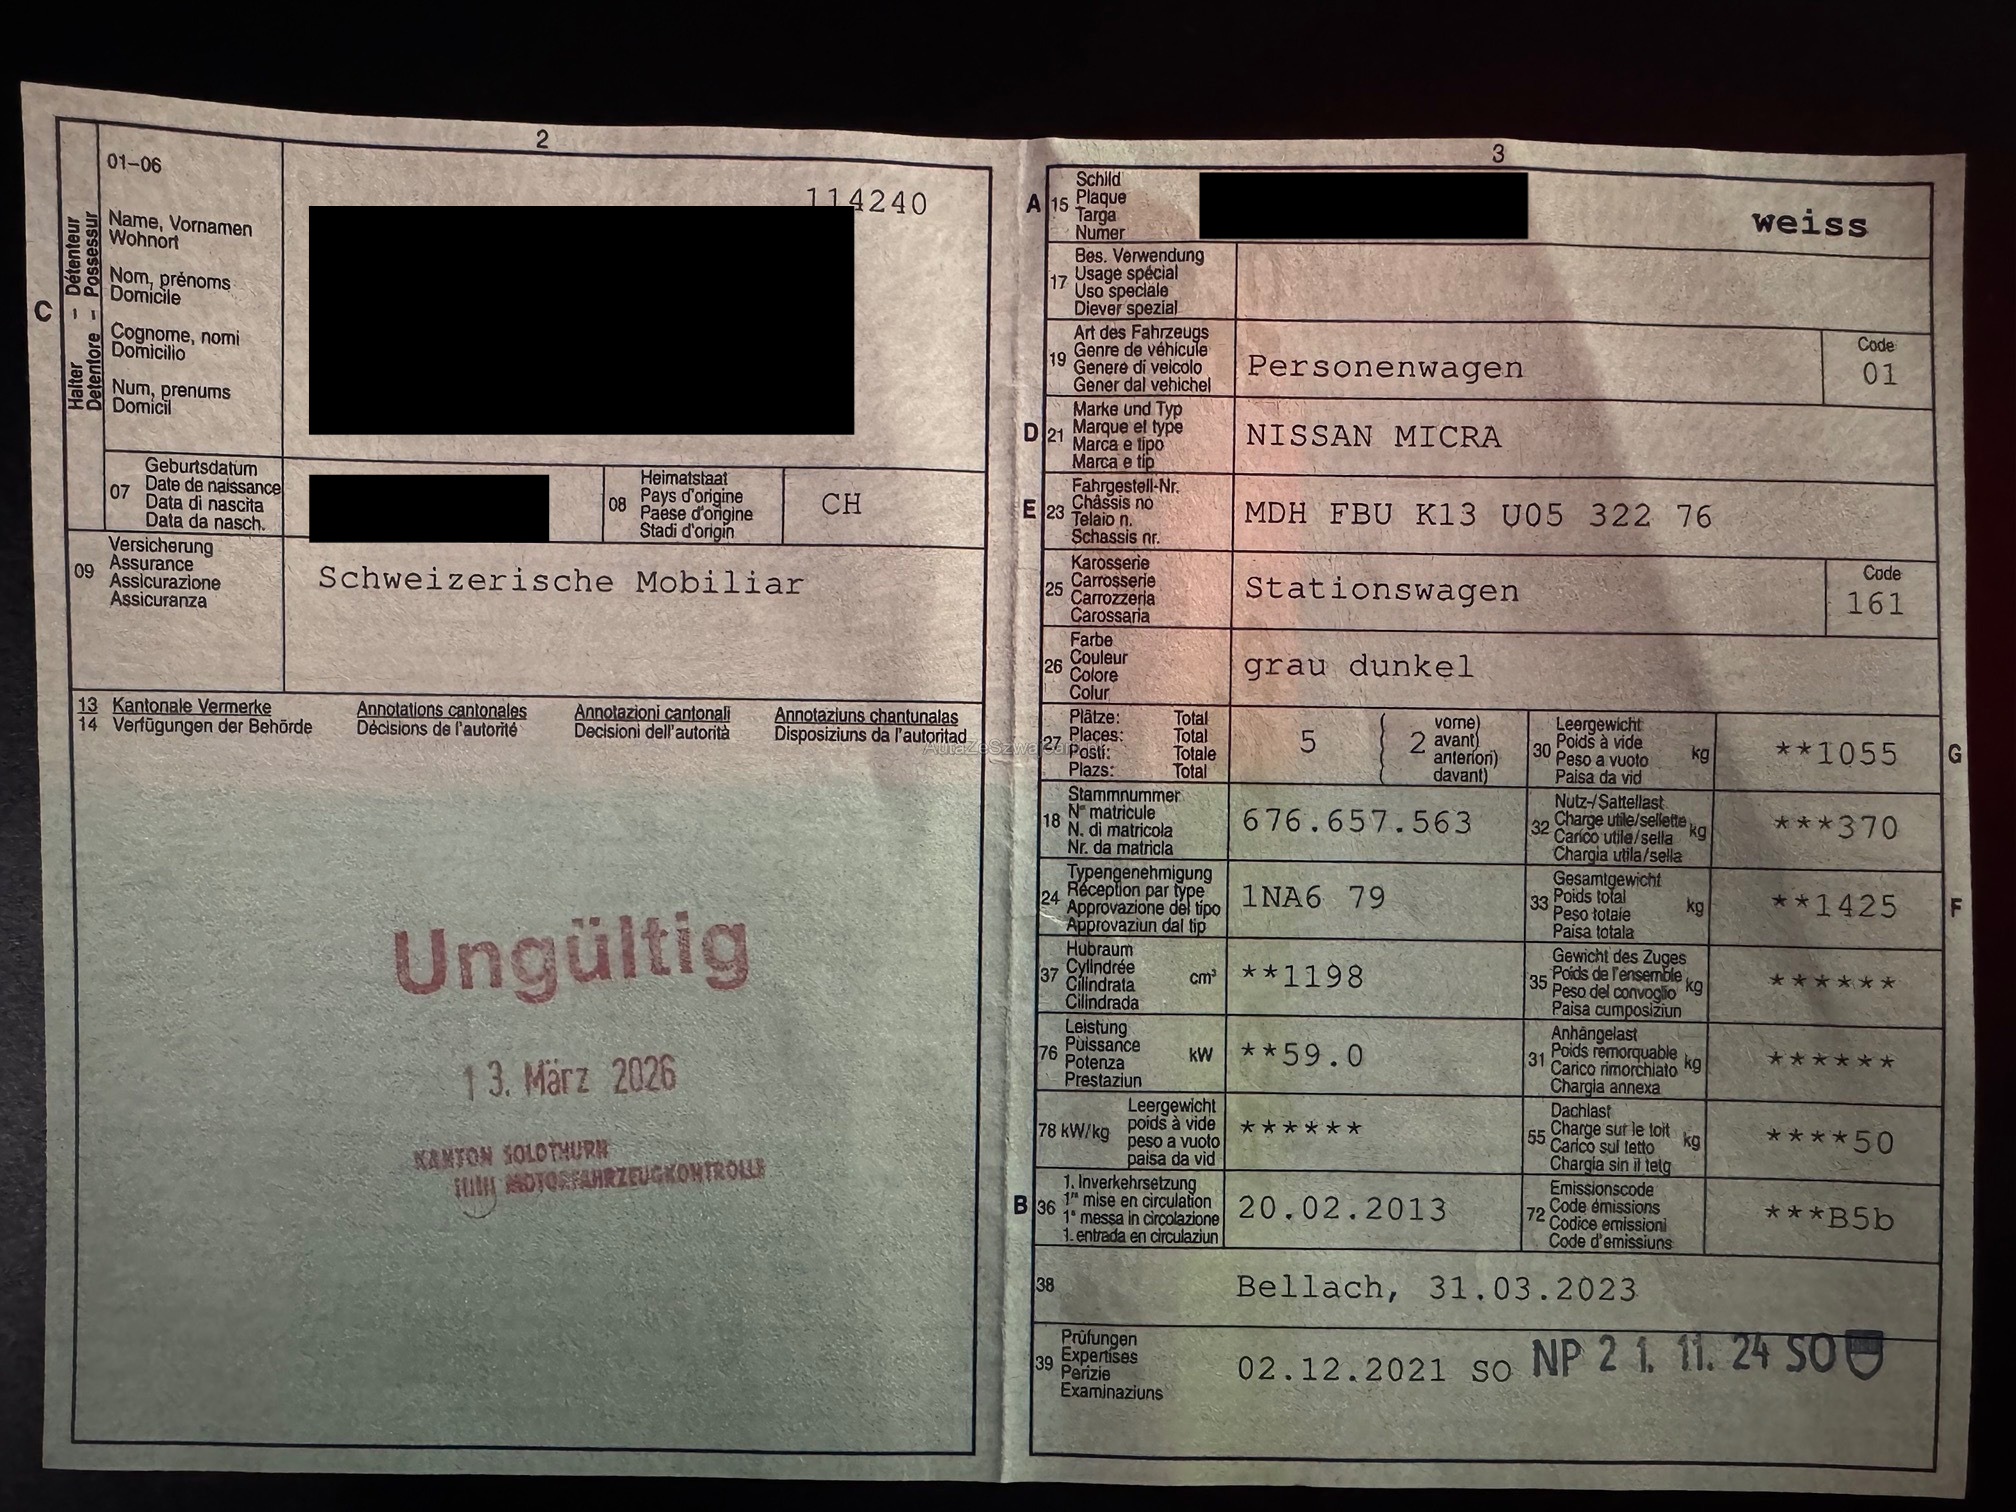 2
01-06
114240
C
Halter – Détenteur
Detentore – Possessur
Name, Vornamen
Wohnort
Nom, prénoms
Domicile
Cognome, nomi
Domicilio
Num, prenums
Domicil
07
Geburtsdatum
Date de naissance
Data di nascita
Data da nasch.
08
Heimatstaat
Pays d'origine
Paese d'origine
Stadi d'origin
CH
09
Versicherung
Assurance
Assicurazione
Assicuranza
Schweizerische Mobiliar
13 Kantonale Vermerke Annotations cantonales Annotazioni cantonali Annotaziuns chantunalas
14 Verfügungen der Behörde Décisions de l'autorité Decisioni dell'autorità Disposiziuns da l'autoritad
Ungültig
13. März 2026
KANTON SOLOTHURN
MOTORFAHRZEUGKONTROLLE
3
A 15
Schild
Plaque
Targa
Numer
weiss
17
Bes. Verwendung
Usage spécial
Uso speciale
Diever spezial
19
Art des Fahrzeugs
Genre de véhicule
Genere di veicolo
Gener dal vehichel
Personenwagen
Code
01
D 21
Marke und Typ
Marque et type
Marca e tipo
Marca e tip
NISSAN MICRA
E 23
Fahrgestell-Nr.
Châssis no
Telaio n.
Schassis nr.
MDH FBU K13 U05 322 76
25
Karosserie
Carrosserie
Carrozzeria
Carossaria
Stationswagen
Code
161
26
Farbe
Couleur
Colore
Colur
grau dunkel
27
Plätze: Total
Places: Total
Posti: Totale
Plazs: Total
5
2
vorne)
avant)
anteriori)
davant)
30
Leergewicht
Poids à vide
Peso a vuoto
Paisa da vid
kg
**1055
G
18
Stammnummer
N° matricule
N. di matricola
Nr. da matricla
676.657.563
32
Nutz-/Sattellast
Charge utile/sellette
Carico utile/sella
Chargia utila/sella
kg
***370
24
Typengenehmigung
Réception par type
Approvazione del tipo
Approvaziun dal tip
1NA6 79
33
Gesamtgewicht
Poids total
Peso totale
Paisa totala
kg
**1425
F
37
Hubraum
Cylindrée
Cilindrata
Cilindrada
cm³
**1198
35
Gewicht des Zuges
Poids de l'ensemble
Peso del convoglio
Paisa cumposiziun
kg
******
76
Leistung
Puissance
Potenza
Prestaziun
kW
**59.0
31
Anhängelast
Poids remorquable
Carico rimorchiato
Chargia annexa
kg
******
78 kW/kg
Leergewicht
poids à vide
peso a vuoto
paisa da vid
******
55
Dachlast
Charge sur le toit
Carico sul tetto
Chargia sin il tetg
kg
****50
B 36
1. Inverkehrsetzung
1re mise en circulation
1a messa in circolazione
1. entrada en circulaziun
20.02.2013
72
Emissionscode
Code émissions
Codice emissioni
Code d'emissiuns
***B5b
38
Bellach, 31.03.2023
39
Prüfungen
Expertises
Perizie
Examinaziuns
02.12.2021 SO NP 21. 11. 24 SO